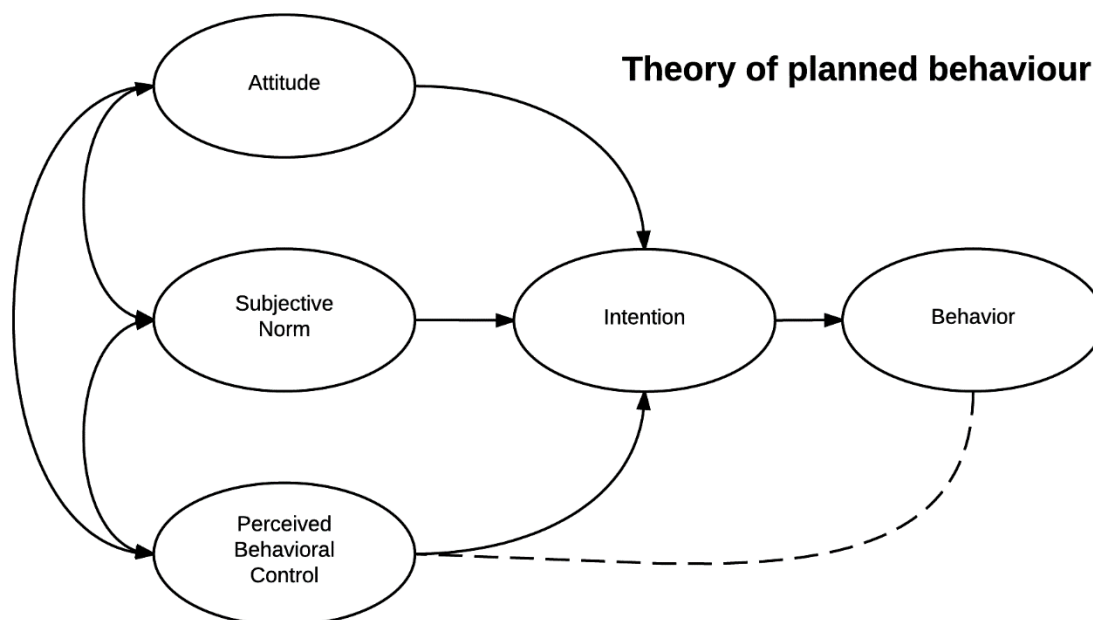 Theory of planned behaviour
Attitude
Subjective
Norm
Intention
Behavior
Perceived
Behavioral
Control